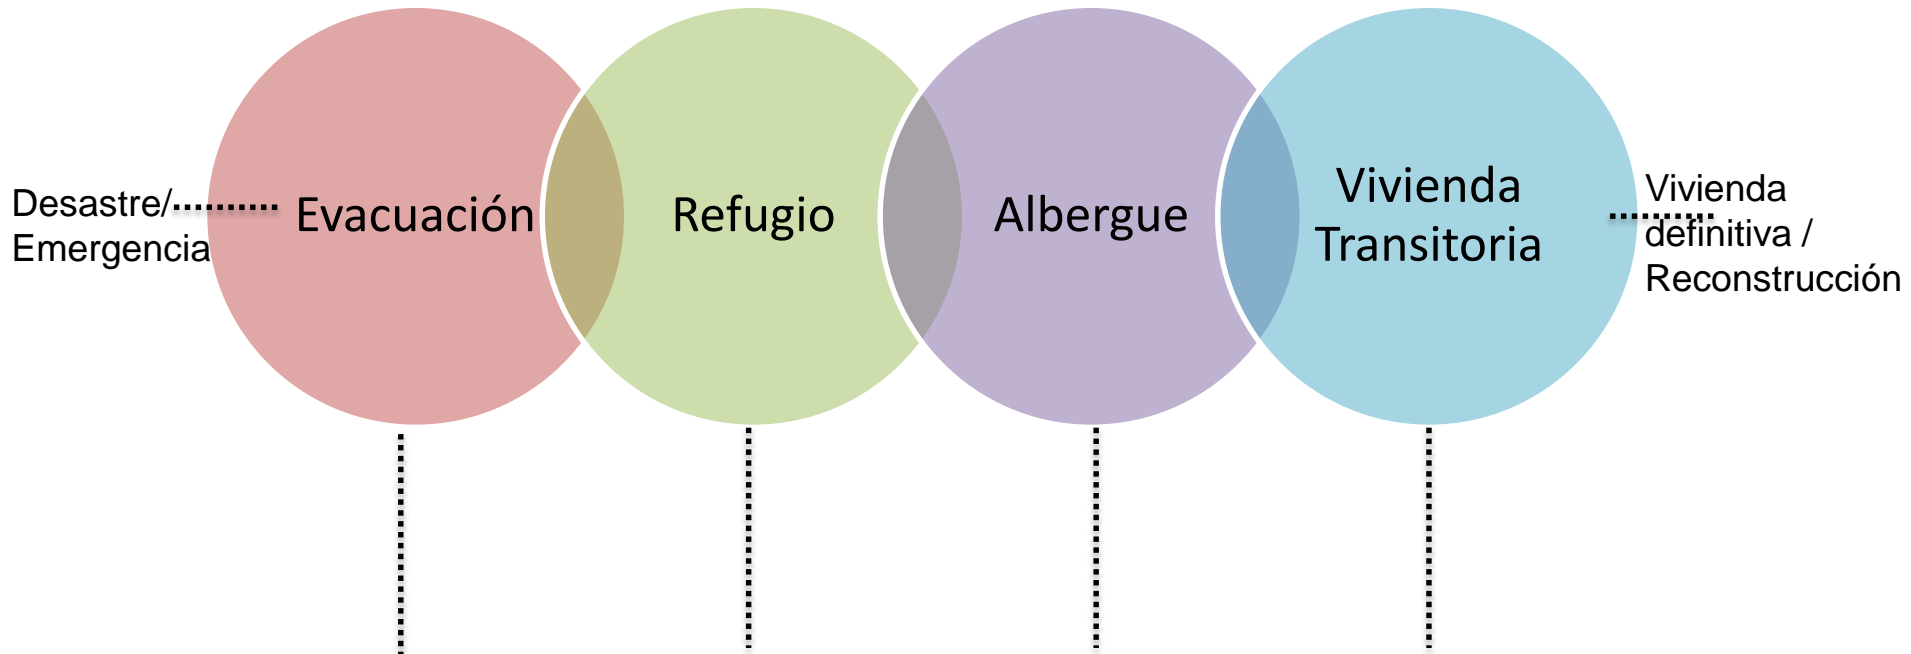 Desastre/
Emergencia
Evacuación
Refugio
Albergue
Vivienda
Transitoria
Vivienda
definitiva /
Reconstrucción